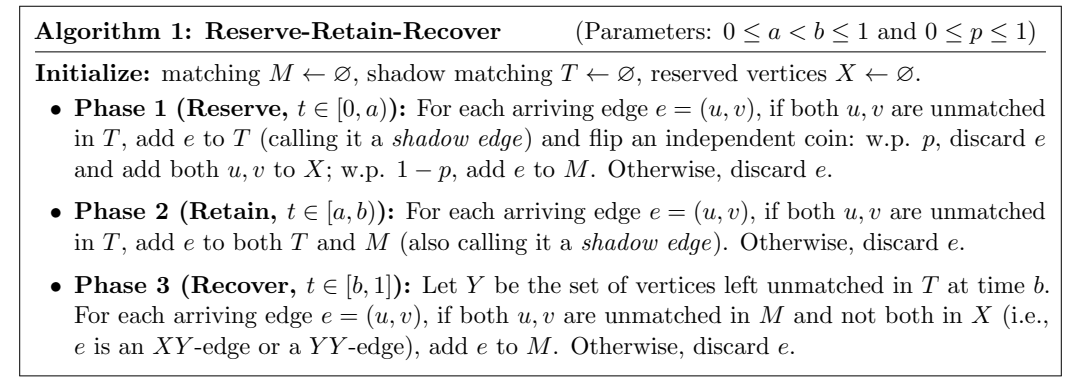 Algorithm 1: Reserve-Retain-Recover (Parameters: 0 ≤ a < b ≤ 1 and 0 ≤ p ≤ 1)
Initialize: matching M ← ∅, shadow matching T ← ∅, reserved vertices X ← ∅.
• Phase 1 (Reserve, t ∈ [0, a)): For each arriving edge e = (u, v), if both u, v are unmatched
in T, add e to T (calling it a shadow edge) and flip an independent coin: w.p. p, discard e
and add both u, v to X; w.p. 1 − p, add e to M. Otherwise, discard e.
• Phase 2 (Retain, t ∈ [a, b)): For each arriving edge e = (u, v), if both u, v are unmatched
in T, add e to both T and M (also calling it a shadow edge). Otherwise, discard e.
• Phase 3 (Recover, t ∈ [b, 1]): Let Y be the set of vertices left unmatched in T at time b.
For each arriving edge e = (u, v), if both u, v are unmatched in M and not both in X (i.e.,
e is an XY-edge or a YY-edge), add e to M. Otherwise, discard e.